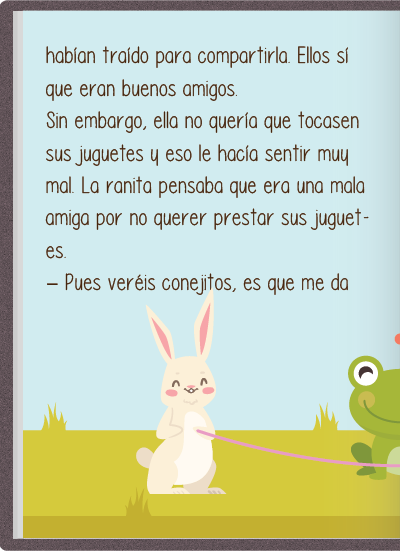 habían traído para compartirla. Ellos sí
que eran buenos amigos.
Sin embargo, ella no quería que tocasen
sus juguetes y eso le hacía sentir muy
mal. La ranita pensaba que era una mala
amiga por no querer prestar sus juguet-
es.
– Pues veréis conejitos, es que me da